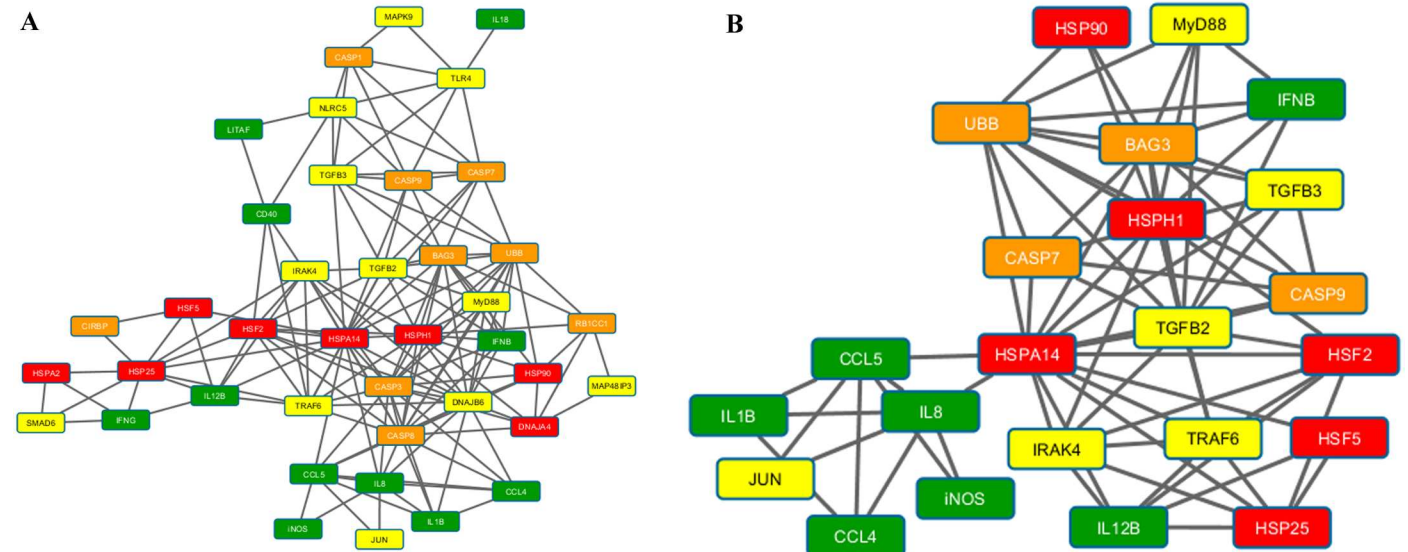 A
MAPK9
IL18
CASP1
TLR4
NLRC5
LITAF
TGFB3
CASP9
CASP7
CD40
IRAK4
TGFB2
BAG3
UBB
MyD88
HSF5
CIRBP
HSF2
HSPA14
HSPH1
IFNB
RB1CC1
HSPA2
HSP25
CASP3
HSP90
MAP48IP3
IL12B
TRAF6
DNAJB6
SMAD6
IFNG
CASP8
DNAJA4
CCL5
IL8
CCL4
IL1B
iNOS
JUN
B
HSP90
MyD88
IFNB
UBB
BAG3
TGFB3
HSPH1
CASP7
CASP9
TGFB2
CCL5
HSPA14
HSF2
IL1B
IL8
IRAK4
TRAF6
HSF5
JUN
iNOS
CCL4
IL12B
HSP25